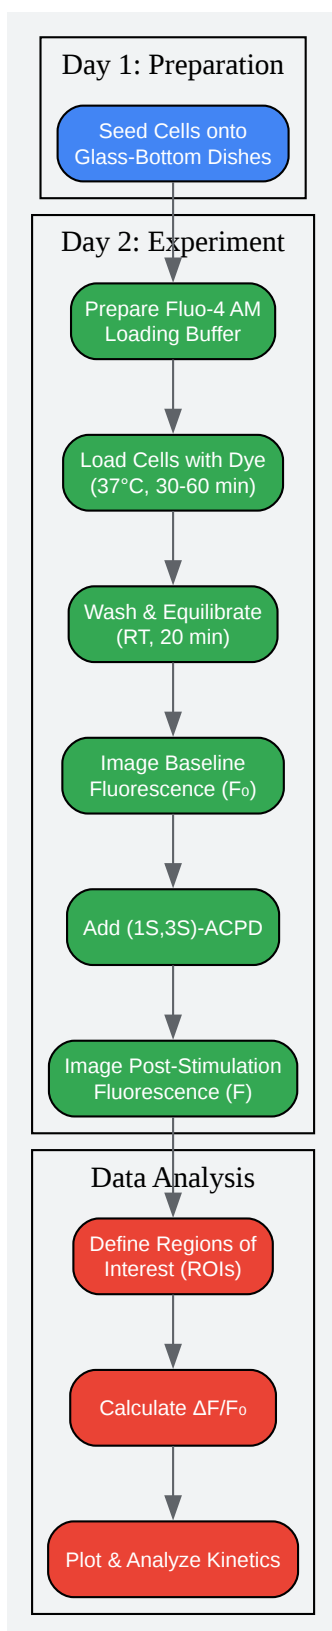 Day 1: Preparation
Seed Cells onto
Glass-Bottom Dishes
Day 2: Experiment
Prepare Fluo-4 AM
Loading Buffer
Load Cells with Dye
(37°C, 30-60 min)
Wash & Equilibrate
(RT, 20 min)
Image Baseline
Fluorescence (F₀)
Add (1S,3S)-ACPD
Image Post-Stimulation
Fluorescence (F)
Data Analysis
Define Regions of
Interest (ROIs)
Calculate ΔF/F₀
Plot & Analyze Kinetics